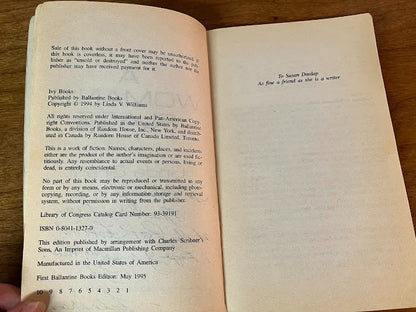 Sale of this book without a front cover may be unauthorized. If
this book is coverless, it may have been reported to the pub-
lisher as "unsold or destroyed" and neither the author nor the
publisher may have received payment for it.
Ivy Books
Published by Ballantine Books
Copyright © 1994 by Linda V. Williams
All rights reserved under International and Pan-American Copy-
right Conventions. Published in the United States by Ballantine
Books, a division of Random House, Inc., New York, and distrib-
uted in Canada by Random House of Canada Limited, Toronto.
This is a work of fiction. Names, characters, places, and incidents
either are the product of the author's imagination or are used fic-
titiously. Any resemblance to actual events or persons, living or
dead, is entirely coincidental.
No part of this book may be reproduced or transmitted in any
form or by any means, electronic or mechanical, including photo-
copying, recording, or by any information storage and retrieval
system, without permission in writing from the publisher.
Library of Congress Catalog Card Number: 93-39191
ISBN 0-8041-1327-0
This edition published by arrangement with Charles Scribner's
Sons, An Imprint of Macmillan Publishing Company
Manufactured in the United States of America
First Ballantine Books Edition: May 1995
10 9 8 7 6 5 4 3 2 1
To Susan Dunlap,
As fine a friend as she is a writer